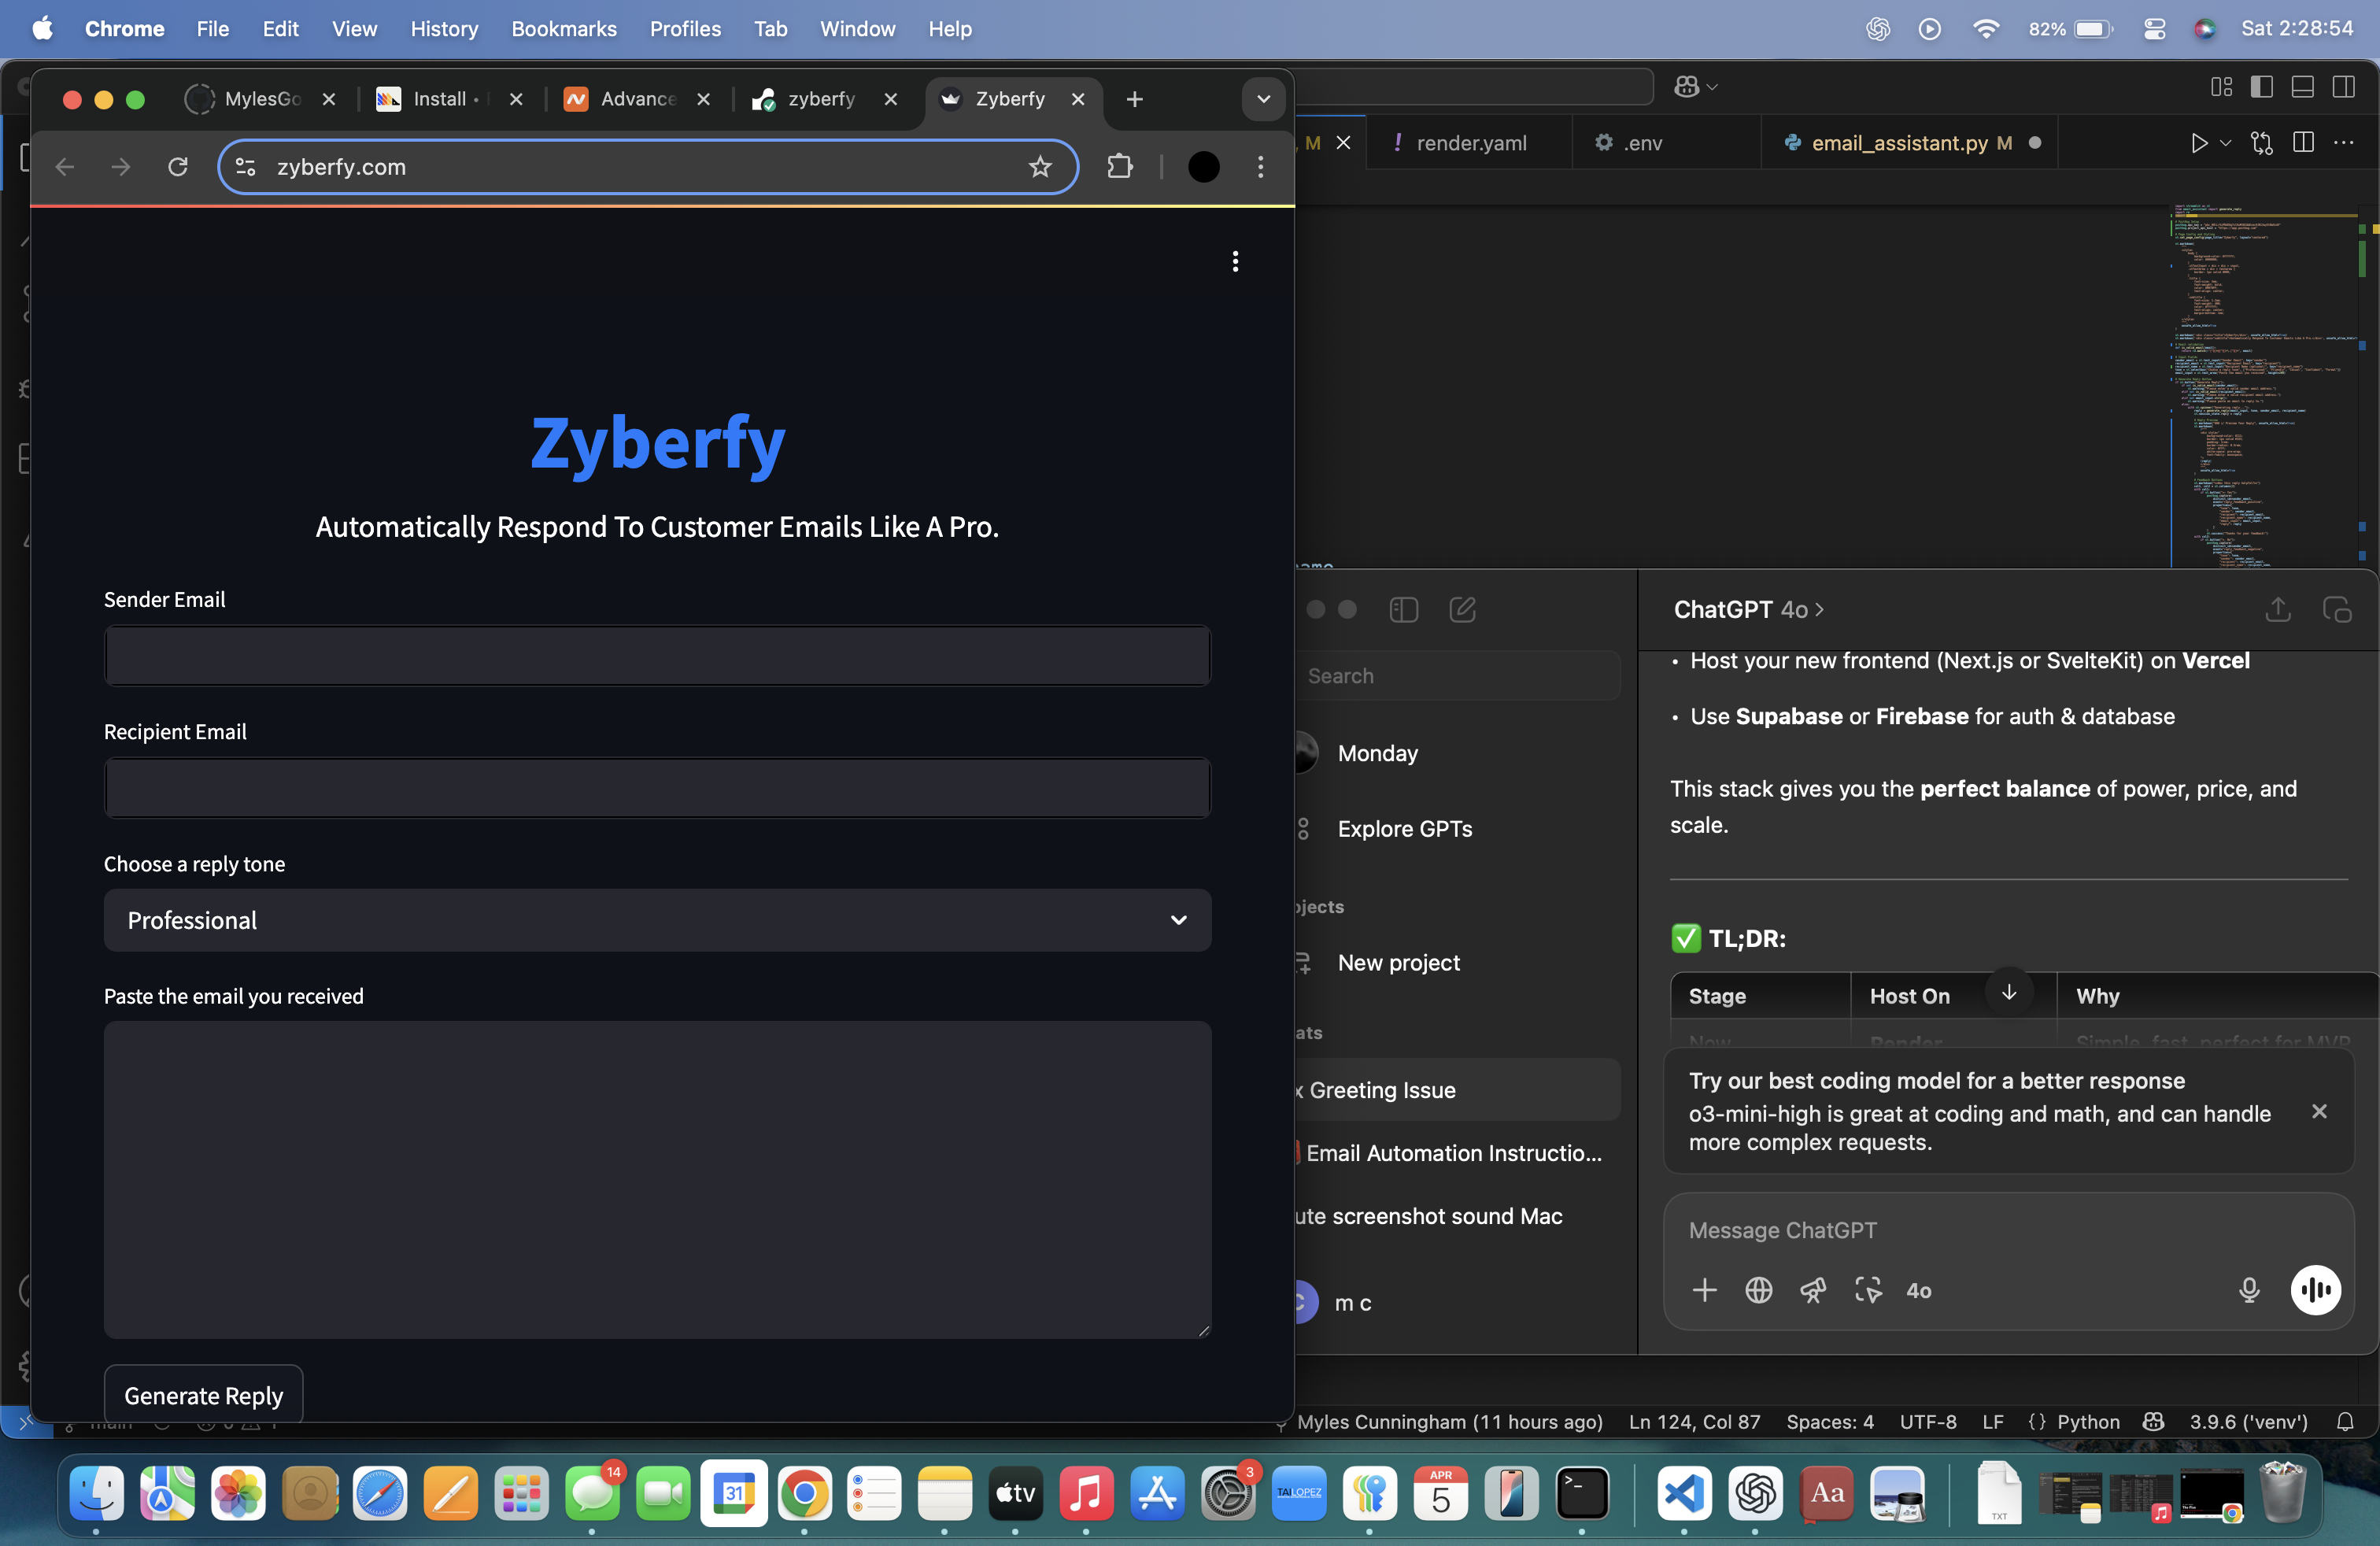 Chrome File Edit View History Bookmarks Profiles Tab Window Help 82% Sat 2:28:54
MylesGo Install Advance zyberfy Zyberfy
zyberfy.com
M render.yaml .env email_assistant.py M
Zyberfy
Automatically Respond To Customer Emails Like A Pro.
Sender Email
Recipient Email
Choose a reply tone
Professional
Paste the email you received
Generate Reply
Search
Monday
Explore GPTs
ojects
New project
ats
x Greeting Issue
Email Automation Instructio...
ute screenshot sound Mac
C m c
ChatGPT 4o >
• Host your new frontend (Next.js or SvelteKit) on Vercel
• Use Supabase or Firebase for auth & database
This stack gives you the perfect balance of power, price, and
scale.
✅ TL;DR:
Stage Host On Why
Now Render Simple, fast, perfect for MVP
Try our best coding model for a better response
o3-mini-high is great at coding and math, and can handle
more complex requests.
Message ChatGPT
4o
main Myles Cunningham (11 hours ago) Ln 124, Col 87 Spaces: 4 UTF-8 LF {} Python 3.9.6 ('venv')
14 31 tv 3 TAI LOPEZ APR 5 >_ Aa TXT